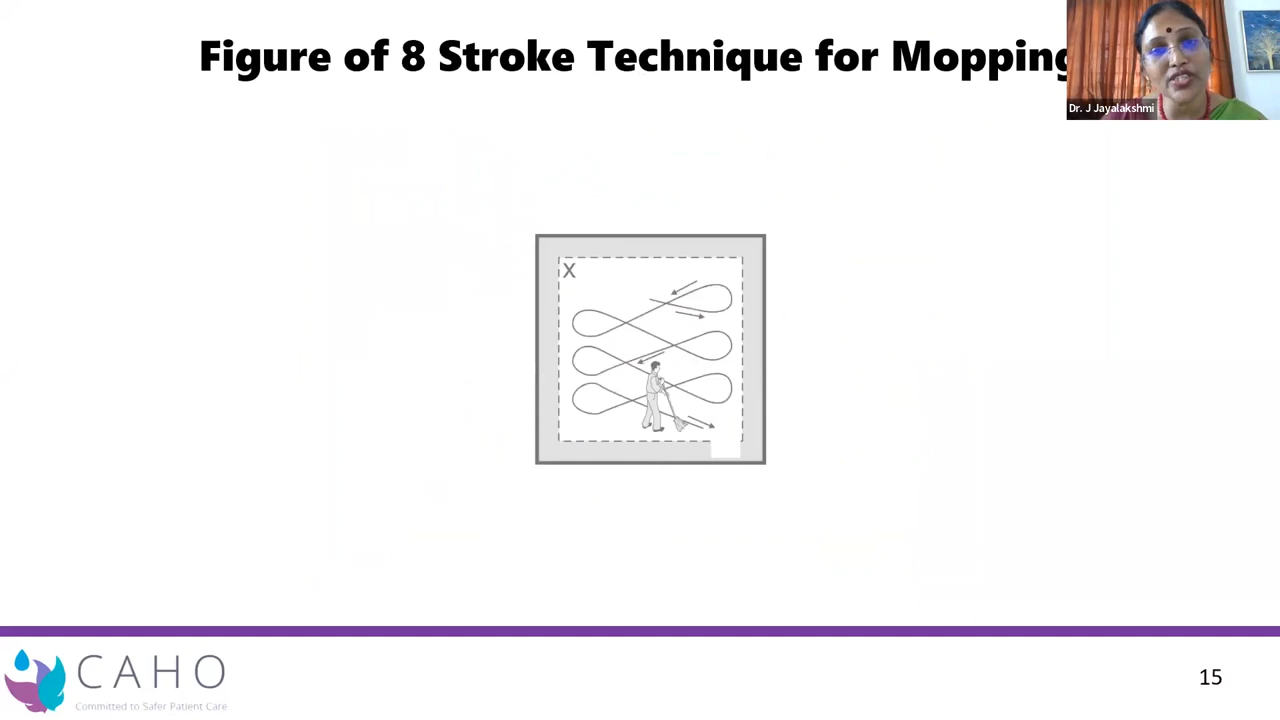 Figure of 8 Stroke Technique for Mopping
Dr. J Jayalakshmi
X
CAHO
Committed to Safer Patient Care
15